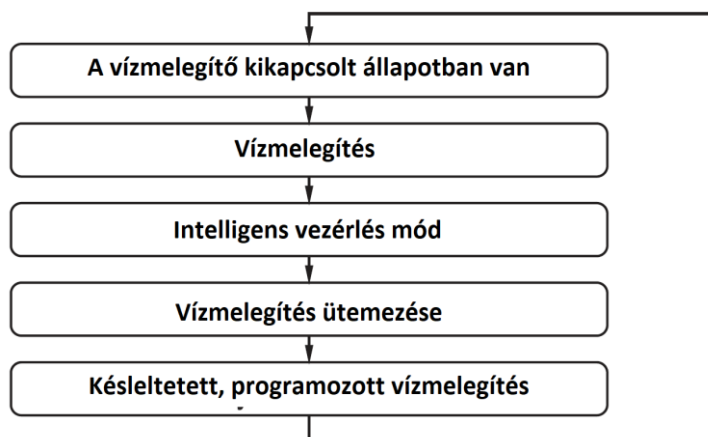 A vízmelegítő kikapcsolt állapotban van
Vízmelegítés
Intelligens vezérlés mód
Vízmelegítés ütemezése
Késleltetett, programozott vízmelegítés